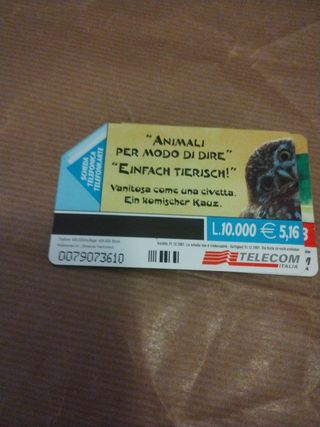 SCHEDA
TELEFONICA
TELEFONKARTE
"ANIMALI
PER MODO DI DIRE"
"EINFACH TIERISCH!"
Vanitosa come una civetta.
Ein komischer Kauz.
L.10.000 € 5,16
0079073610
TELECOM
ITALIA